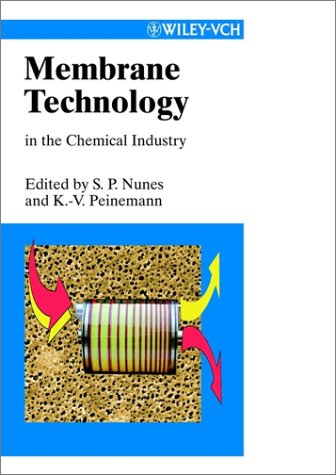 WILEY-VCH
Membrane
Technology
in the Chemical Industry
Edited by S. P. Nunes
and K.-V. Peinemann